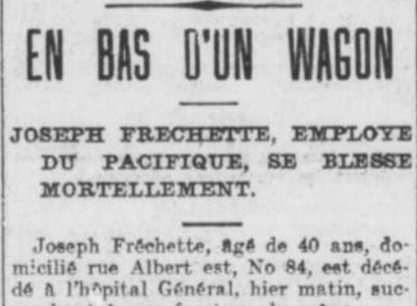 EN BAS D'UN WAGON
JOSEPH FRECHETTE, EMPLOYE
DU PACIFIQUE, SE BLESSE
MORTELLEMENT.
Joseph Fréchette, âgé de 40 ans, do-
micilié rue Albert est, No 84, est décé-
dé à l'hôpital Général, hier matin, suc-